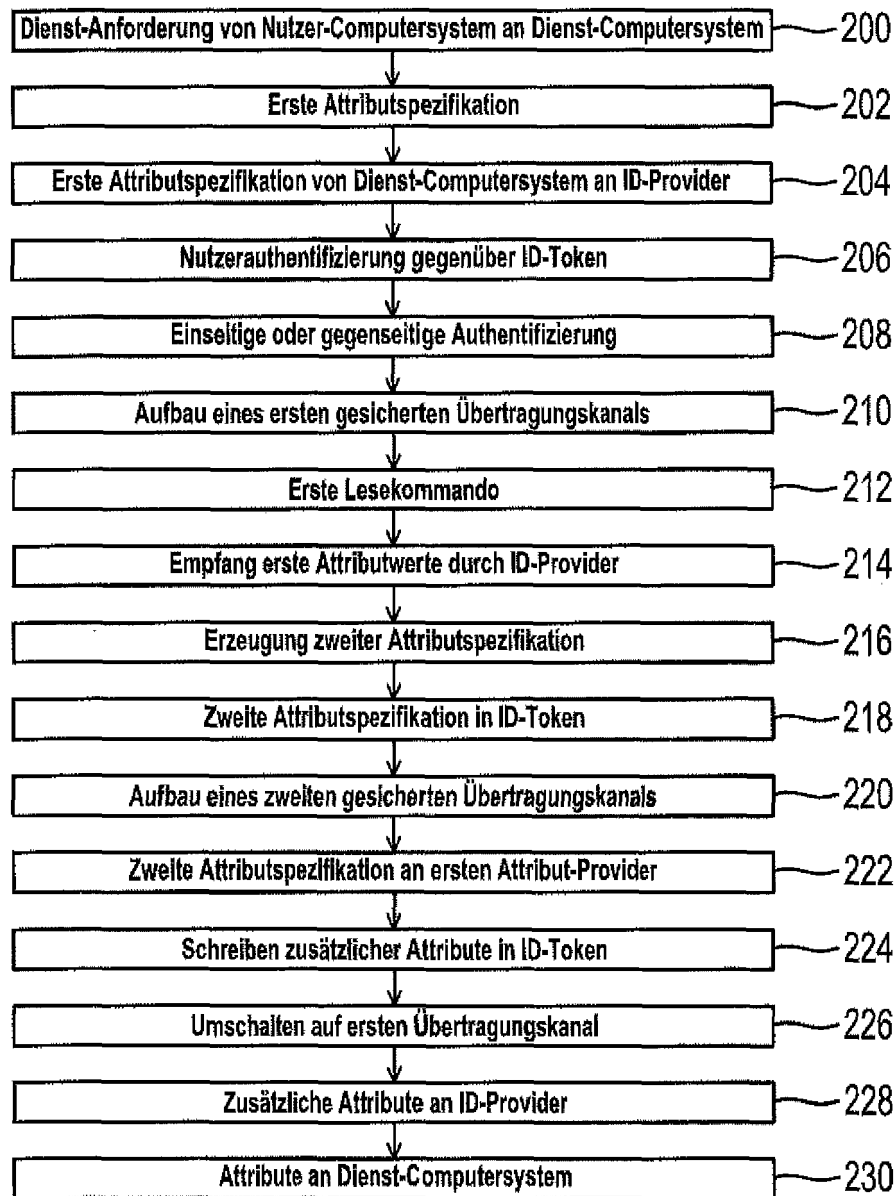 Dienst-Anforderung von Nutzer-Computersystem an Dienst-Computersystem 200
Erste Attributspezifikation 202
Erste Attributspezifikation von Dienst-Computersystem an ID-Provider 204
Nutzerauthentifizierung gegenüber ID-Token 206
Einseitige oder gegenseitige Authentifizierung 208
Aufbau eines ersten gesicherten Übertragungskanals 210
Erste Lesekommando 212
Empfang erste Attributwerte durch ID-Provider 214
Erzeugung zweiter Attributspezifikation 216
Zweite Attributspezifikation in ID-Token 218
Aufbau eines zweiten gesicherten Übertragungskanals 220
Zweite Attributspezifikation an ersten Attribut-Provider 222
Schreiben zusätzlicher Attribute in ID-Token 224
Umschalten auf ersten Übertragungskanal 226
Zusätzliche Attribute an ID-Provider 228
Attribute an Dienst-Computersystem 230